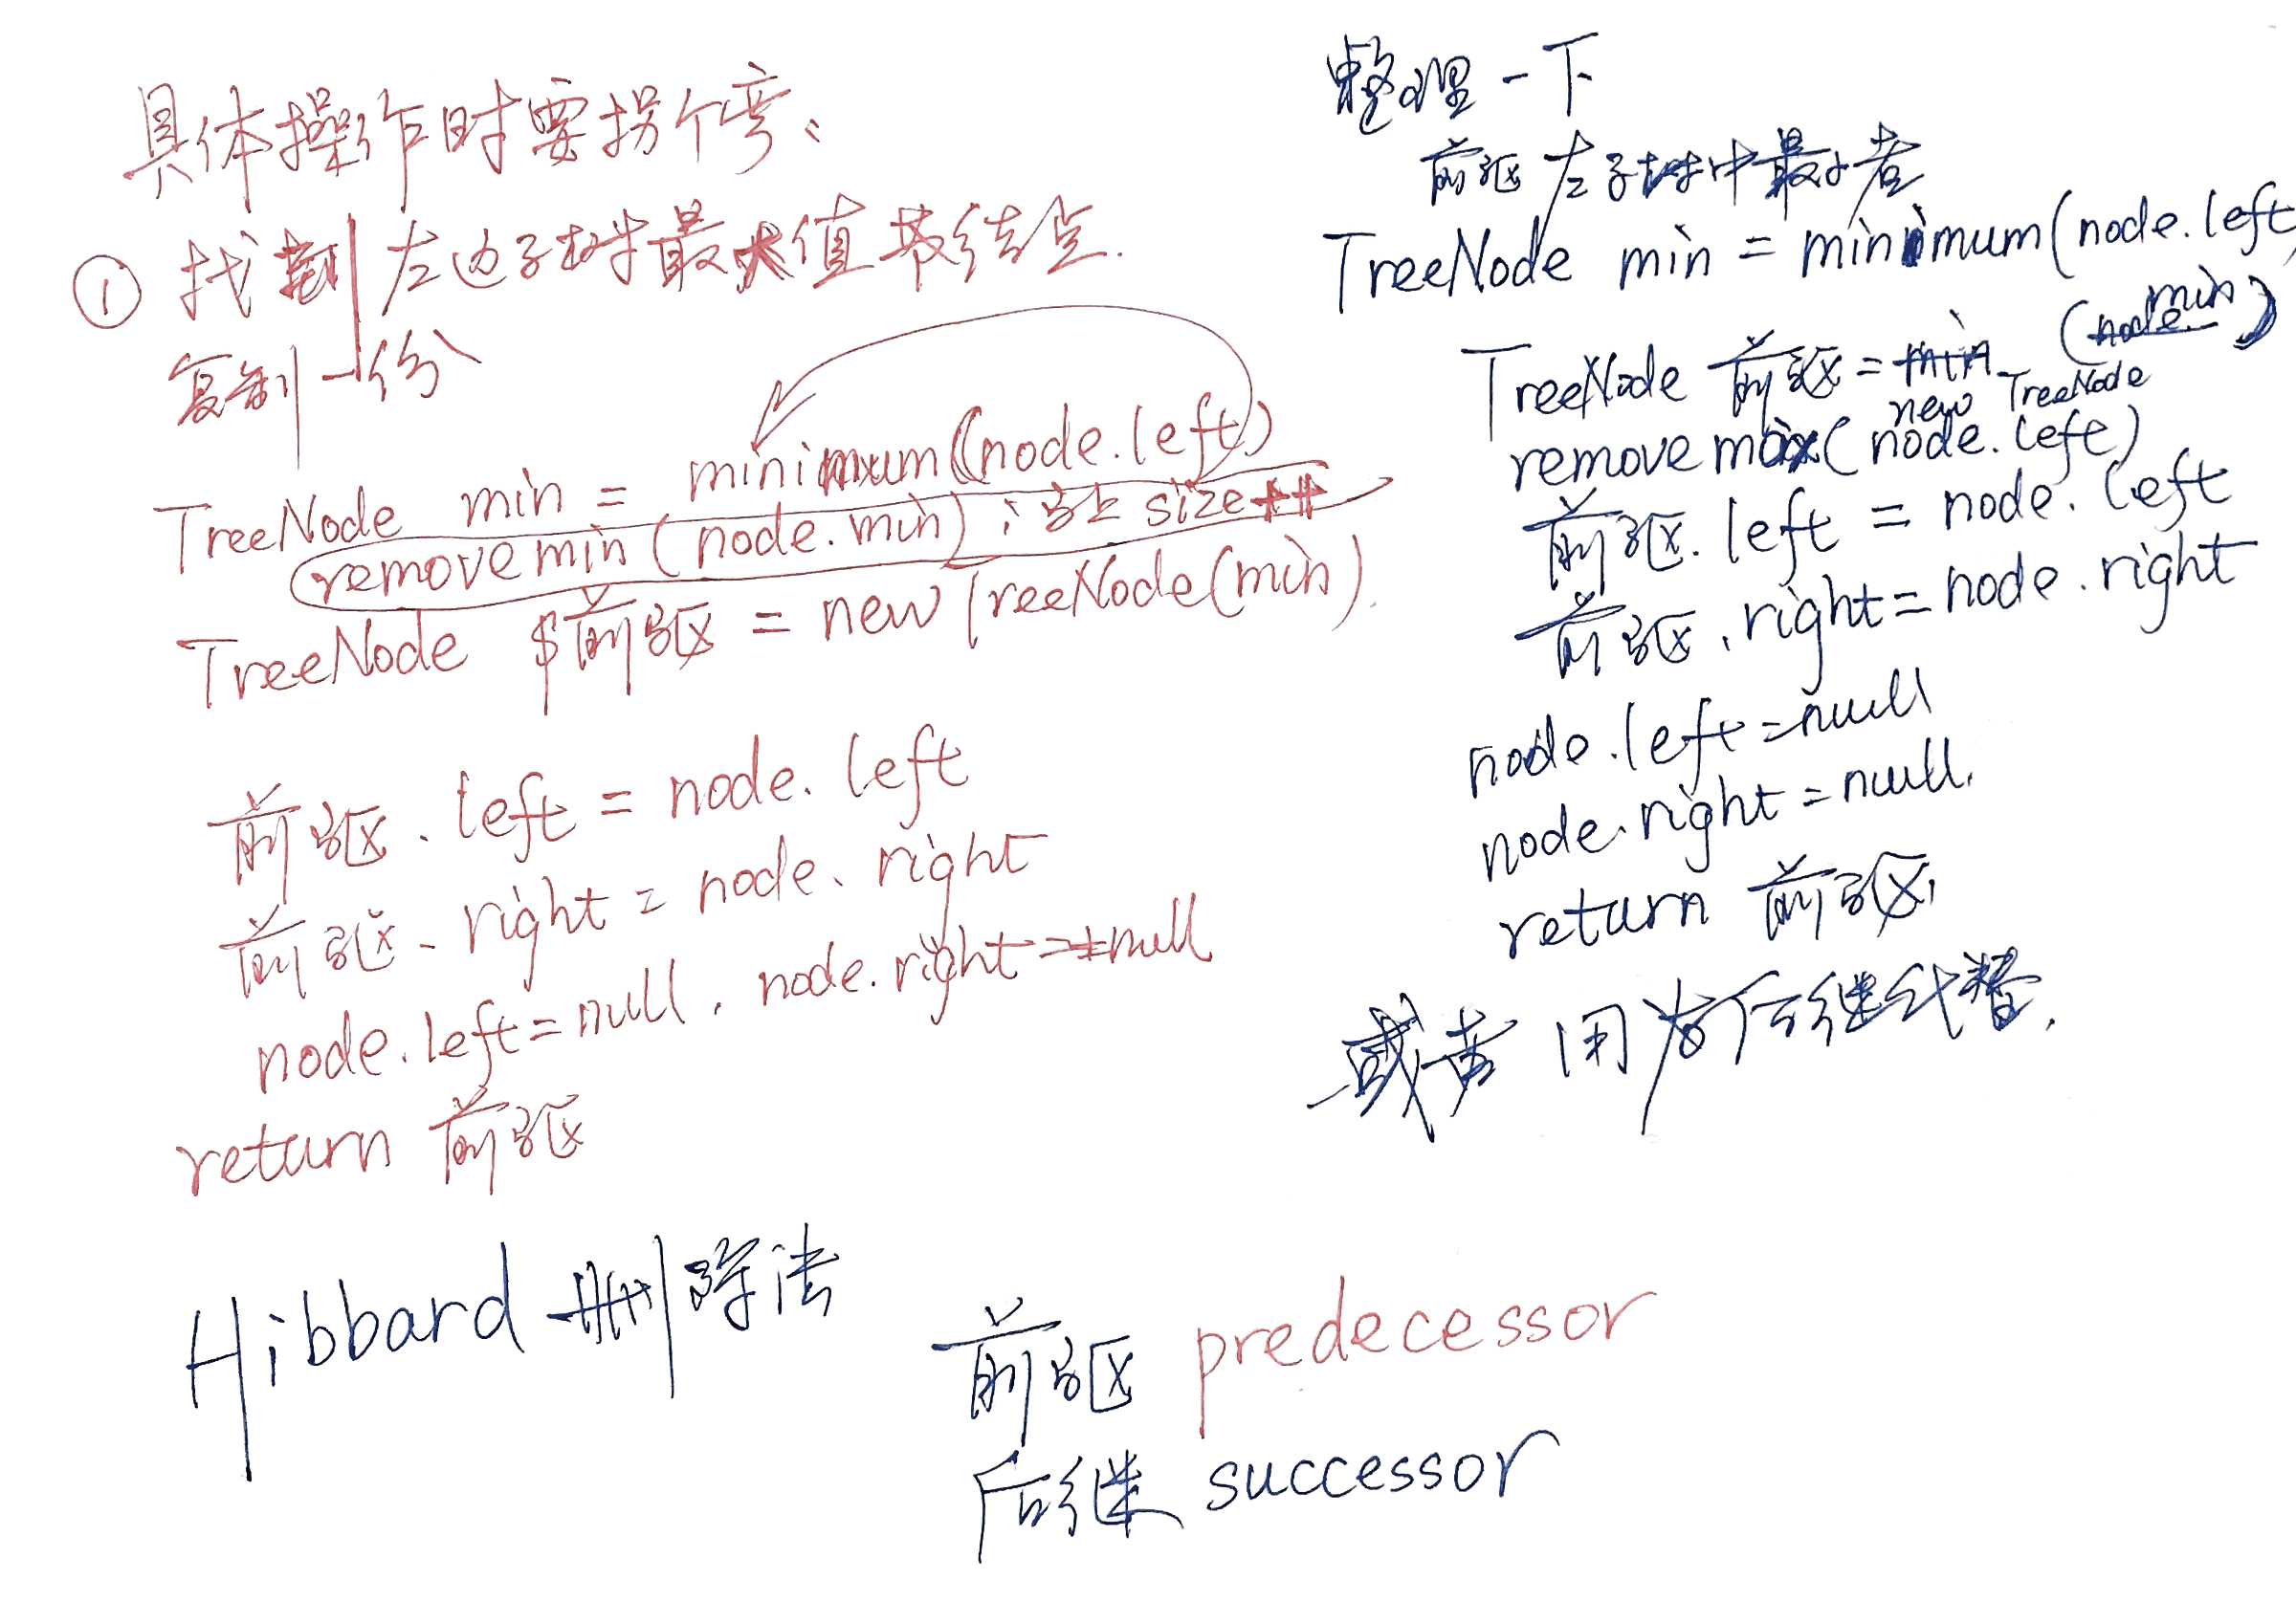 具体操作时要拐个弯、
① 找到左边子树最大值结点.
复制一份
TreeNode min = minimum(node.left)
removemin(node.min); 马上 size++
TreeNode 前驱 = new TreeNode(min)
前驱.left = node.left
前驱.right = node.right
node.left=null, node.right=null
return 前驱
Hibbard 删除法
整理一下
前驱 左子树中最小者
TreeNode min = minimum(node.left
TreeNode 前驱 = new TreeNode (min)
remove max(node.left)
前驱.left = node.left
前驱.right = node.right
node.left=null
node.right=null.
return 前驱.
或者 用 后继代替.
前驱 predecessor
后继 successor